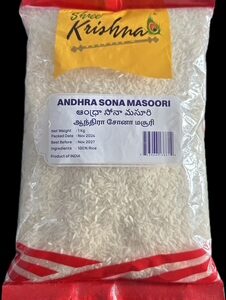 Shree
Krishna
ANDHRA SONA MASOORI
ఆంధ్రా సోనా మసూరి
ஆந்திரா சோனா மசூரி
Net Weight : 1 Kg
Packed Date : Nov 2024
Best Before : Nov 2027
Ingredients : 100% Rice
Product of INDIA